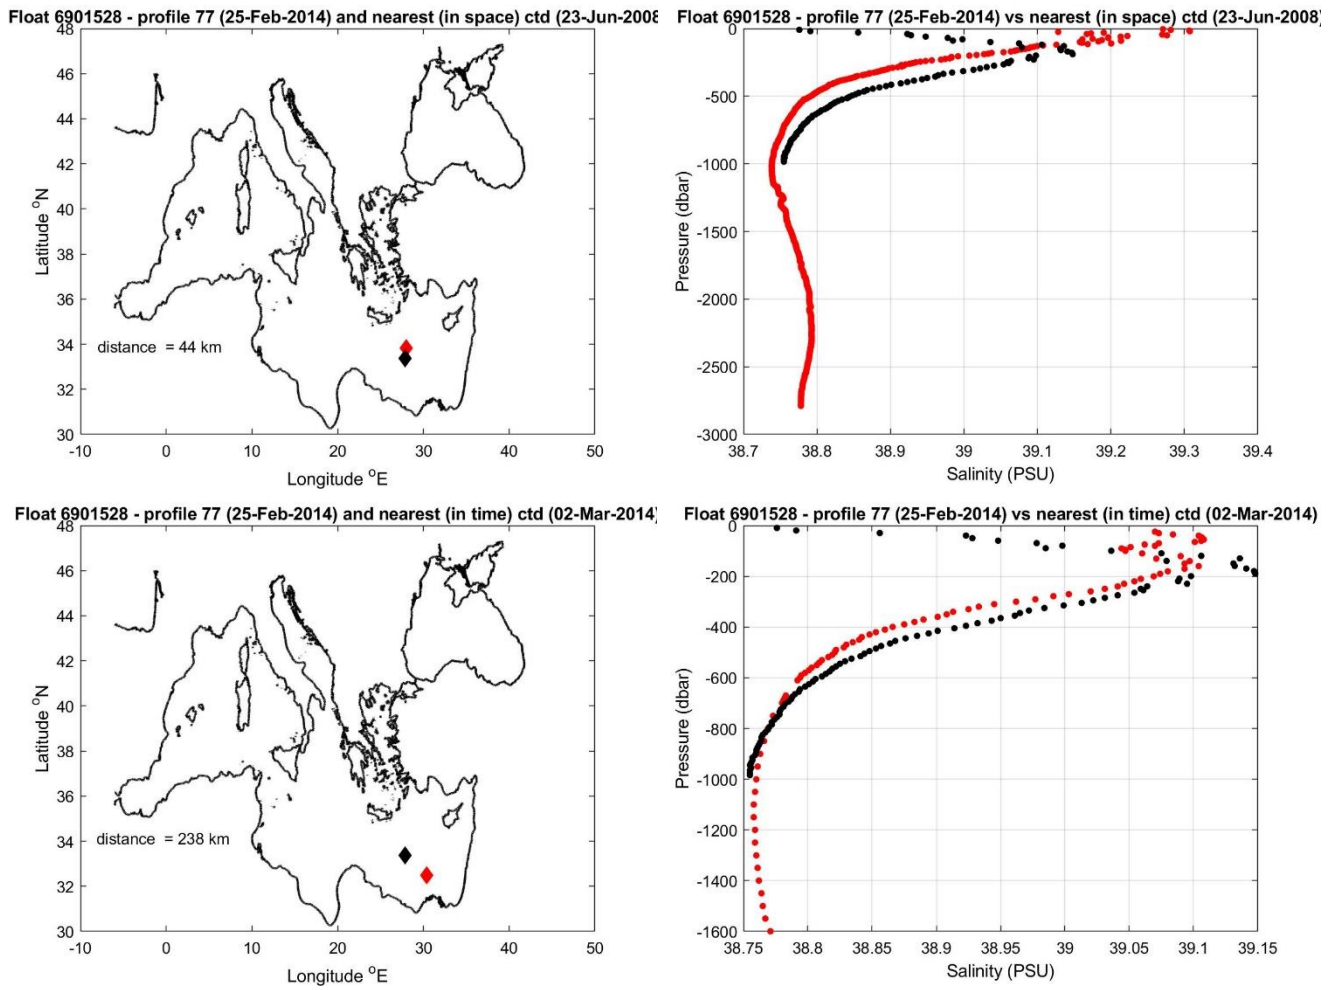 Float 6901528 - profile 77 (25-Feb-2014) and nearest (in space) ctd (23-Jun-2008
48
46
44
42
40
38
36
34
32
30
Latitude °N
distance = 44 km
-10 0 10 20 30 40 50
Longitude °E
Float 6901528 - profile 77 (25-Feb-2014) vs nearest (in space) ctd (23-Jun-2008)
0
-500
-1000
-1500
-2000
-2500
-3000
Pressure (dbar)
38.7 38.8 38.9 39 39.1 39.2 39.3 39.4
Salinity (PSU)
Float 6901528 - profile 77 (25-Feb-2014) and nearest (in time) ctd (02-Mar-2014)
48
46
44
42
40
38
36
34
32
30
Latitude °N
distance = 238 km
-10 0 10 20 30 40 50
Longitude °E
Float 6901528 - profile 77 (25-Feb-2014) vs nearest (in time) ctd (02-Mar-2014)
0
-200
-400
-600
-800
-1000
-1200
-1400
-1600
Pressure (dbar)
38.75 38.8 38.85 38.9 38.95 39 39.05 39.1 39.15
Salinity (PSU)